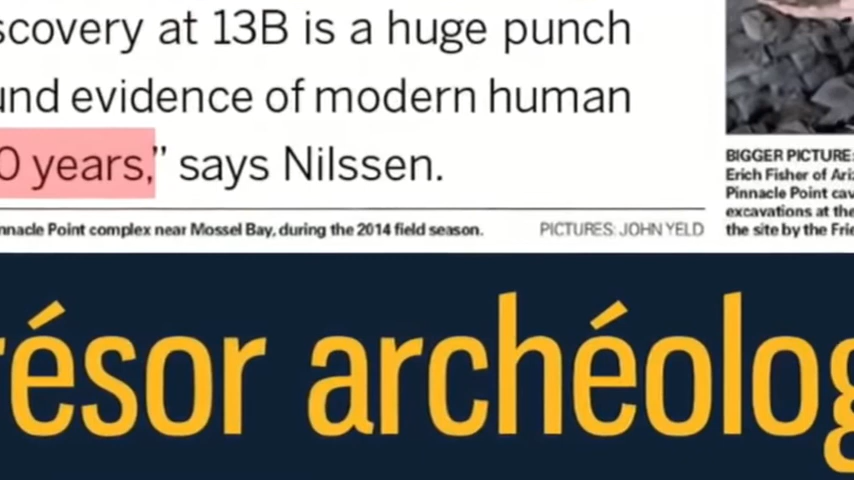 scovery at 13B is a huge punch
und evidence of modern human
0 years,” says Nilssen.
nnacle Point complex near Mossel Bay, during the 2014 field season.
PICTURES: JOHN YELD
BIGGER PICTURE:
Erich Fisher of Ari
Pinnacle Point cav
excavations at the
the site by the Frie
résor archéolog